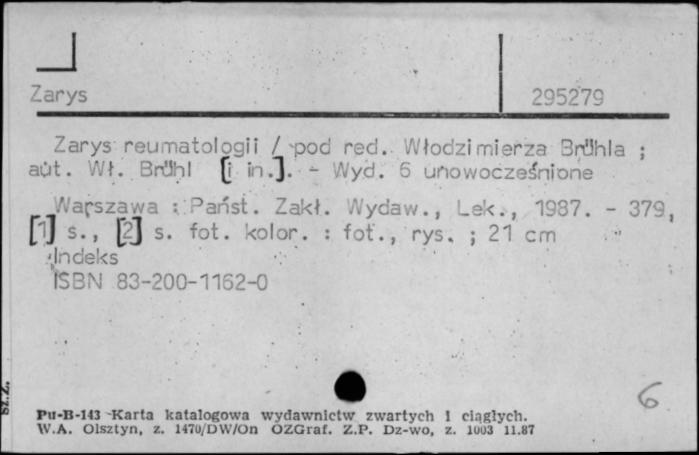 Zarys 295279
Zarys reumatologii / pod red. Włodzimierza Brühla ;
aut. Wł. Brühl [i in.]. - Wyd. 6 unowocześnione
Warszawa : Państ. Zakł. Wydaw., Lek., 1987. - 379,
[1] s., [2] s. fot. kolor. : fot., rys. ; 21 cm
Indeks
ISBN 83-200-1162-0
6
Sz.Z.
Pu-B-143 Karta katalogowa wydawnictw zwartych i ciągłych.
W.A. Olsztyn, z. 1470/DW/On OZGraf. Z.P. Dz-wo, z. 1003 11.87